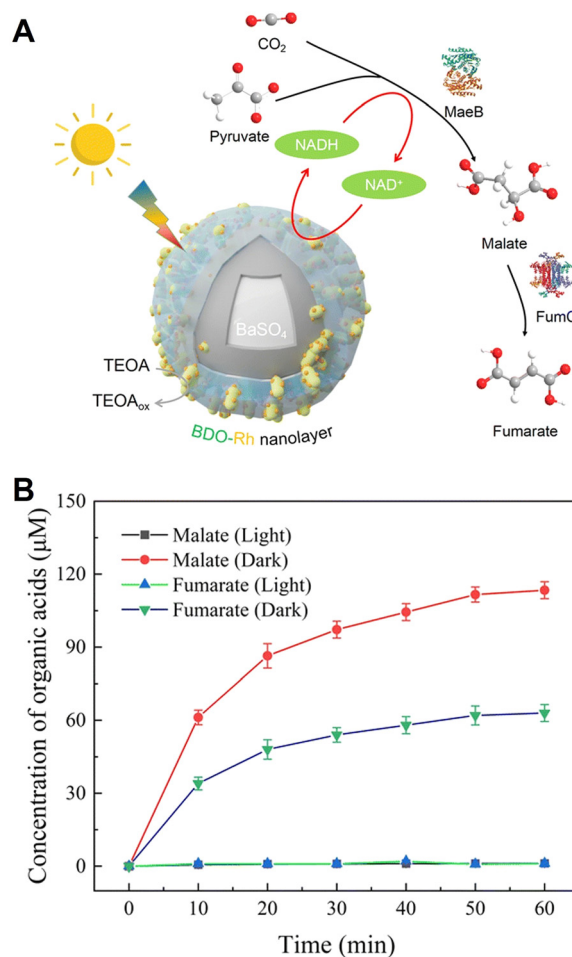 A
CO₂
Pyruvate
MaeB
NADH
NAD⁺
Malate
BaSO₄
FumC
TEOA
TEOAₒₓ
BDO-Rh nanolayer
Fumarate
B
Concentration of organic acids (μM)
150
120
90
60
30
0
Malate (Light)
Malate (Dark)
Fumarate (Light)
Fumarate (Dark)
0 10 20 30 40 50 60
Time (min)